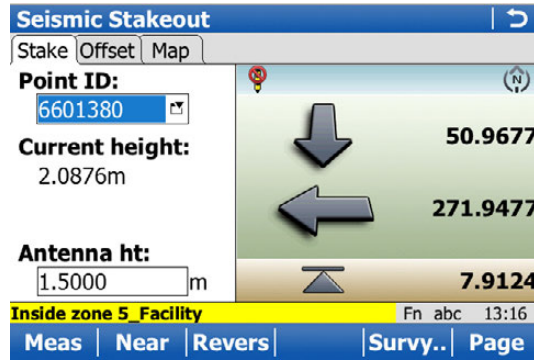 Seismic Stakeout
Stake Offset Map
Point ID:
6601380
N
Current height:
2.0876m
50.9677
271.9477
Antenna ht:
1.5000 m
7.9124
Inside zone 5_Facility Fn abc 13:16
Meas Near Revers Survy.. Page